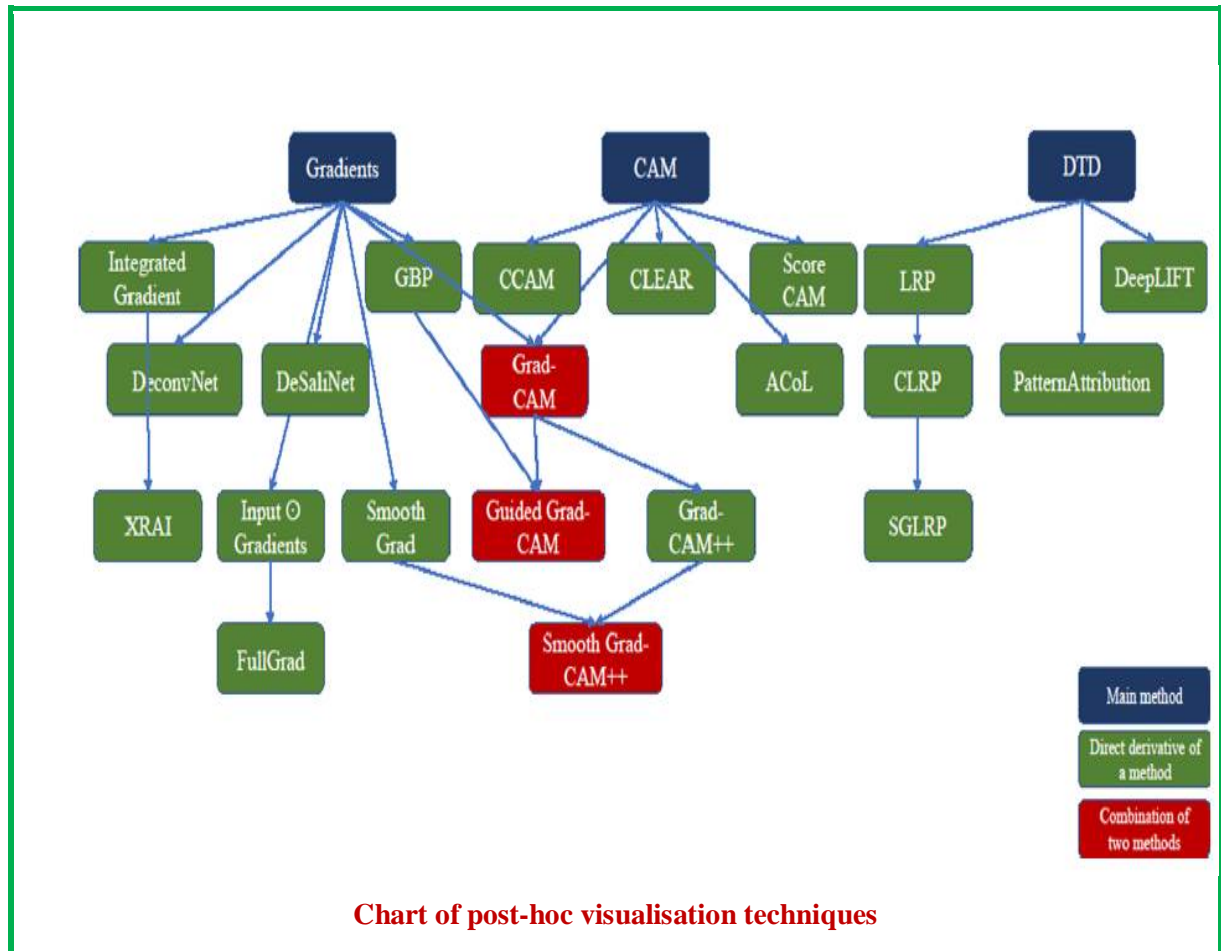 Gradients
CAM
DTD
Integrated
Gradient
GBP
CCAM
CLEAR
Score
CAM
LRP
DeepLIFT
DeconvNet
DeSaliNet
Grad-
CAM
ACoL
CLRP
PatternAttribution
XRAI
Input ⊙
Gradients
Smooth
Grad
Guided Grad-
CAM
Grad-
CAM++
SGLRP
FullGrad
Smooth Grad-
CAM++
Main method
Direct derivative of
a method
Combination of
two methods
Chart of post-hoc visualisation techniques